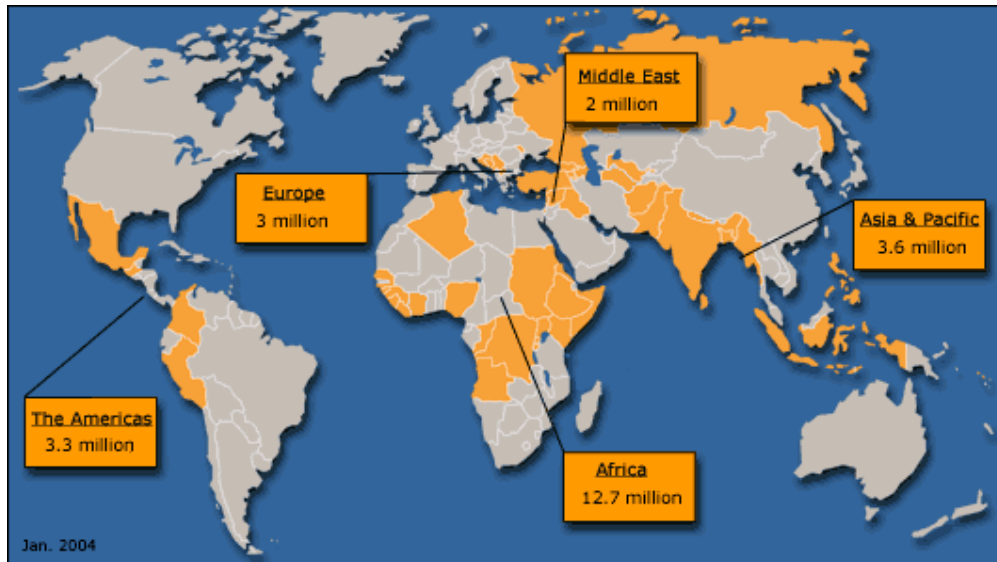 Middle East
2 million
Europe
3 million
Asia & Pacific
3.6 million
The Americas
3.3 million
Africa
12.7 million
Jan. 2004